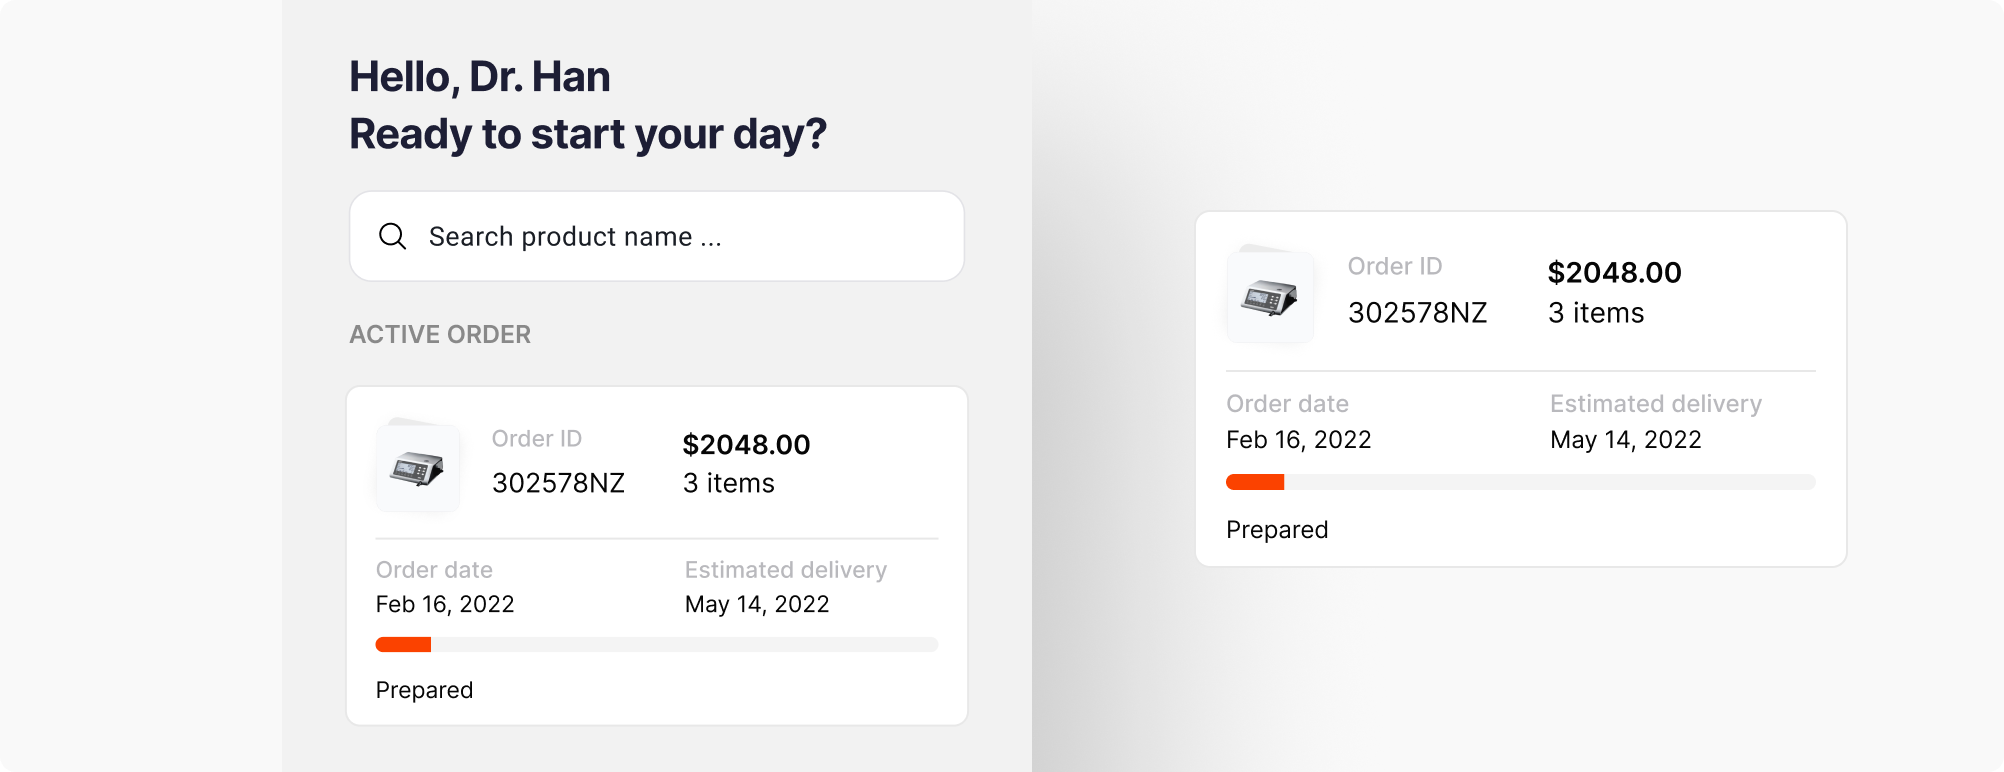 Hello, Dr. Han
Ready to start your day?
Search product name ...
ACTIVE ORDER
Order ID
302578NZ
$2048.00
3 items
Order date
Feb 16, 2022
Estimated delivery
May 14, 2022
Prepared
Order ID
302578NZ
$2048.00
3 items
Order date
Feb 16, 2022
Estimated delivery
May 14, 2022
Prepared